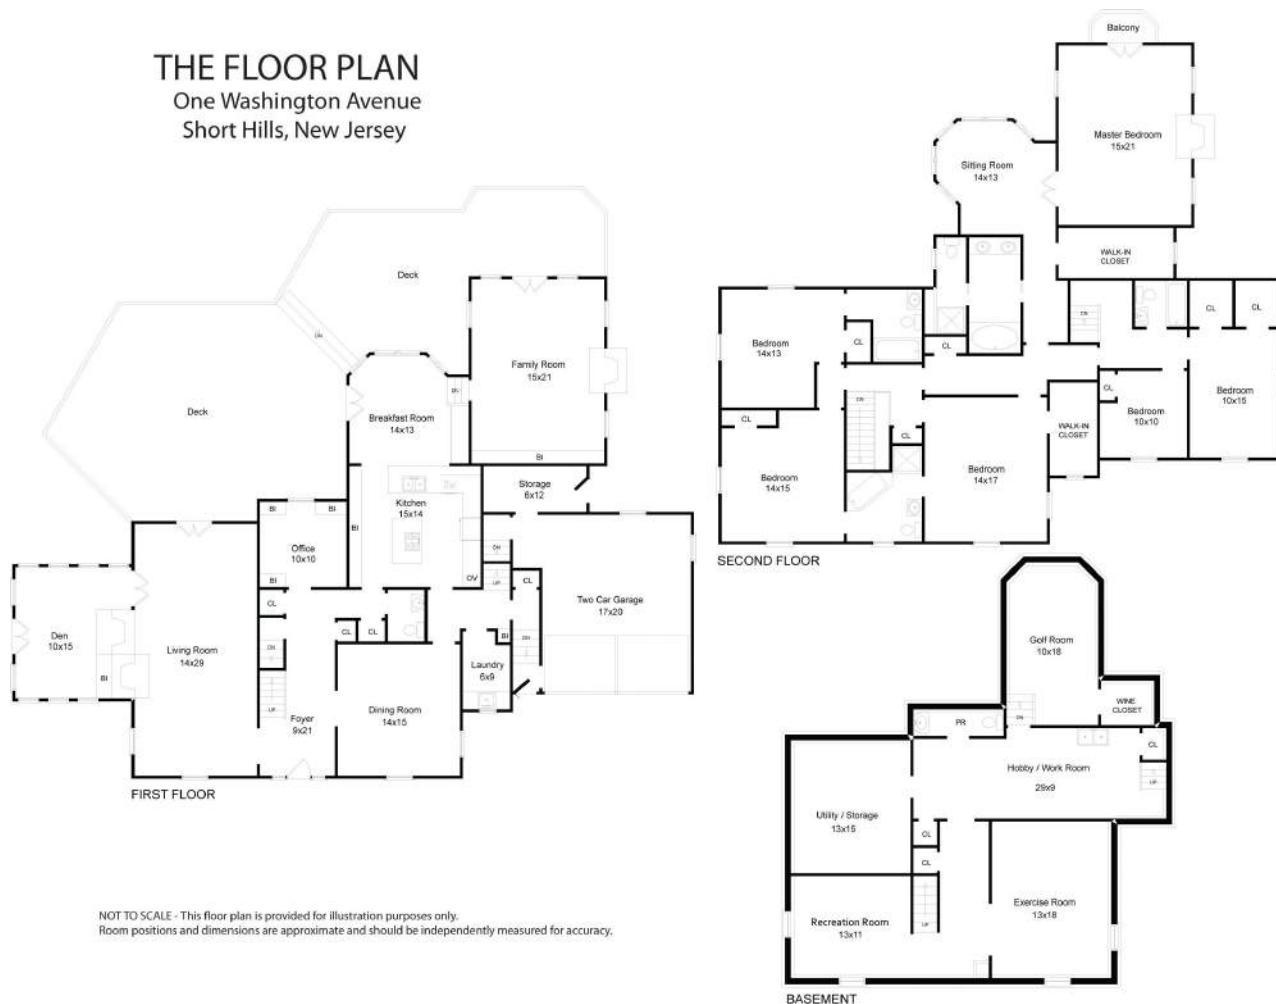 THE FLOOR PLAN
One Washington Avenue
Short Hills, New Jersey
Deck
DN
Deck
Family Room
15x21
BI
Breakfast Room
14x13
DN
Storage
6x12
Kitchen
15x14
BI
OV
BI
BI
Office
10x10
BI
CL
DN
UP
CL
CL
Den
10x15
BI
Living Room
14x29
Foyer
9x21
Dining Room
14x15
DN
UP
CL
BI
DN
Laundry
6x9
Two Car Garage
17x20
FIRST FLOOR
Balcony
Master Bedroom
15x21
Sitting Room
14x13
WALK-IN
CLOSET
Bedroom
14x13
CL
CL
DN
CL
CL
Bedroom
10x15
CL
Bedroom
10x10
WALK-IN
CLOSET
CL
Bedroom
14x15
DN
CL
Bedroom
14x17
SECOND FLOOR
Golf Room
10x18
DN
WINE
CLOSET
PR
CL
UP
Hobby / Work Room
29x9
Utility / Storage
13x15
CL
CL
UP
Recreation Room
13x11
Exercise Room
13x18
BASEMENT
NOT TO SCALE - This floor plan is provided for illustration purposes only.
Room positions and dimensions are approximate and should be independently measured for accuracy.